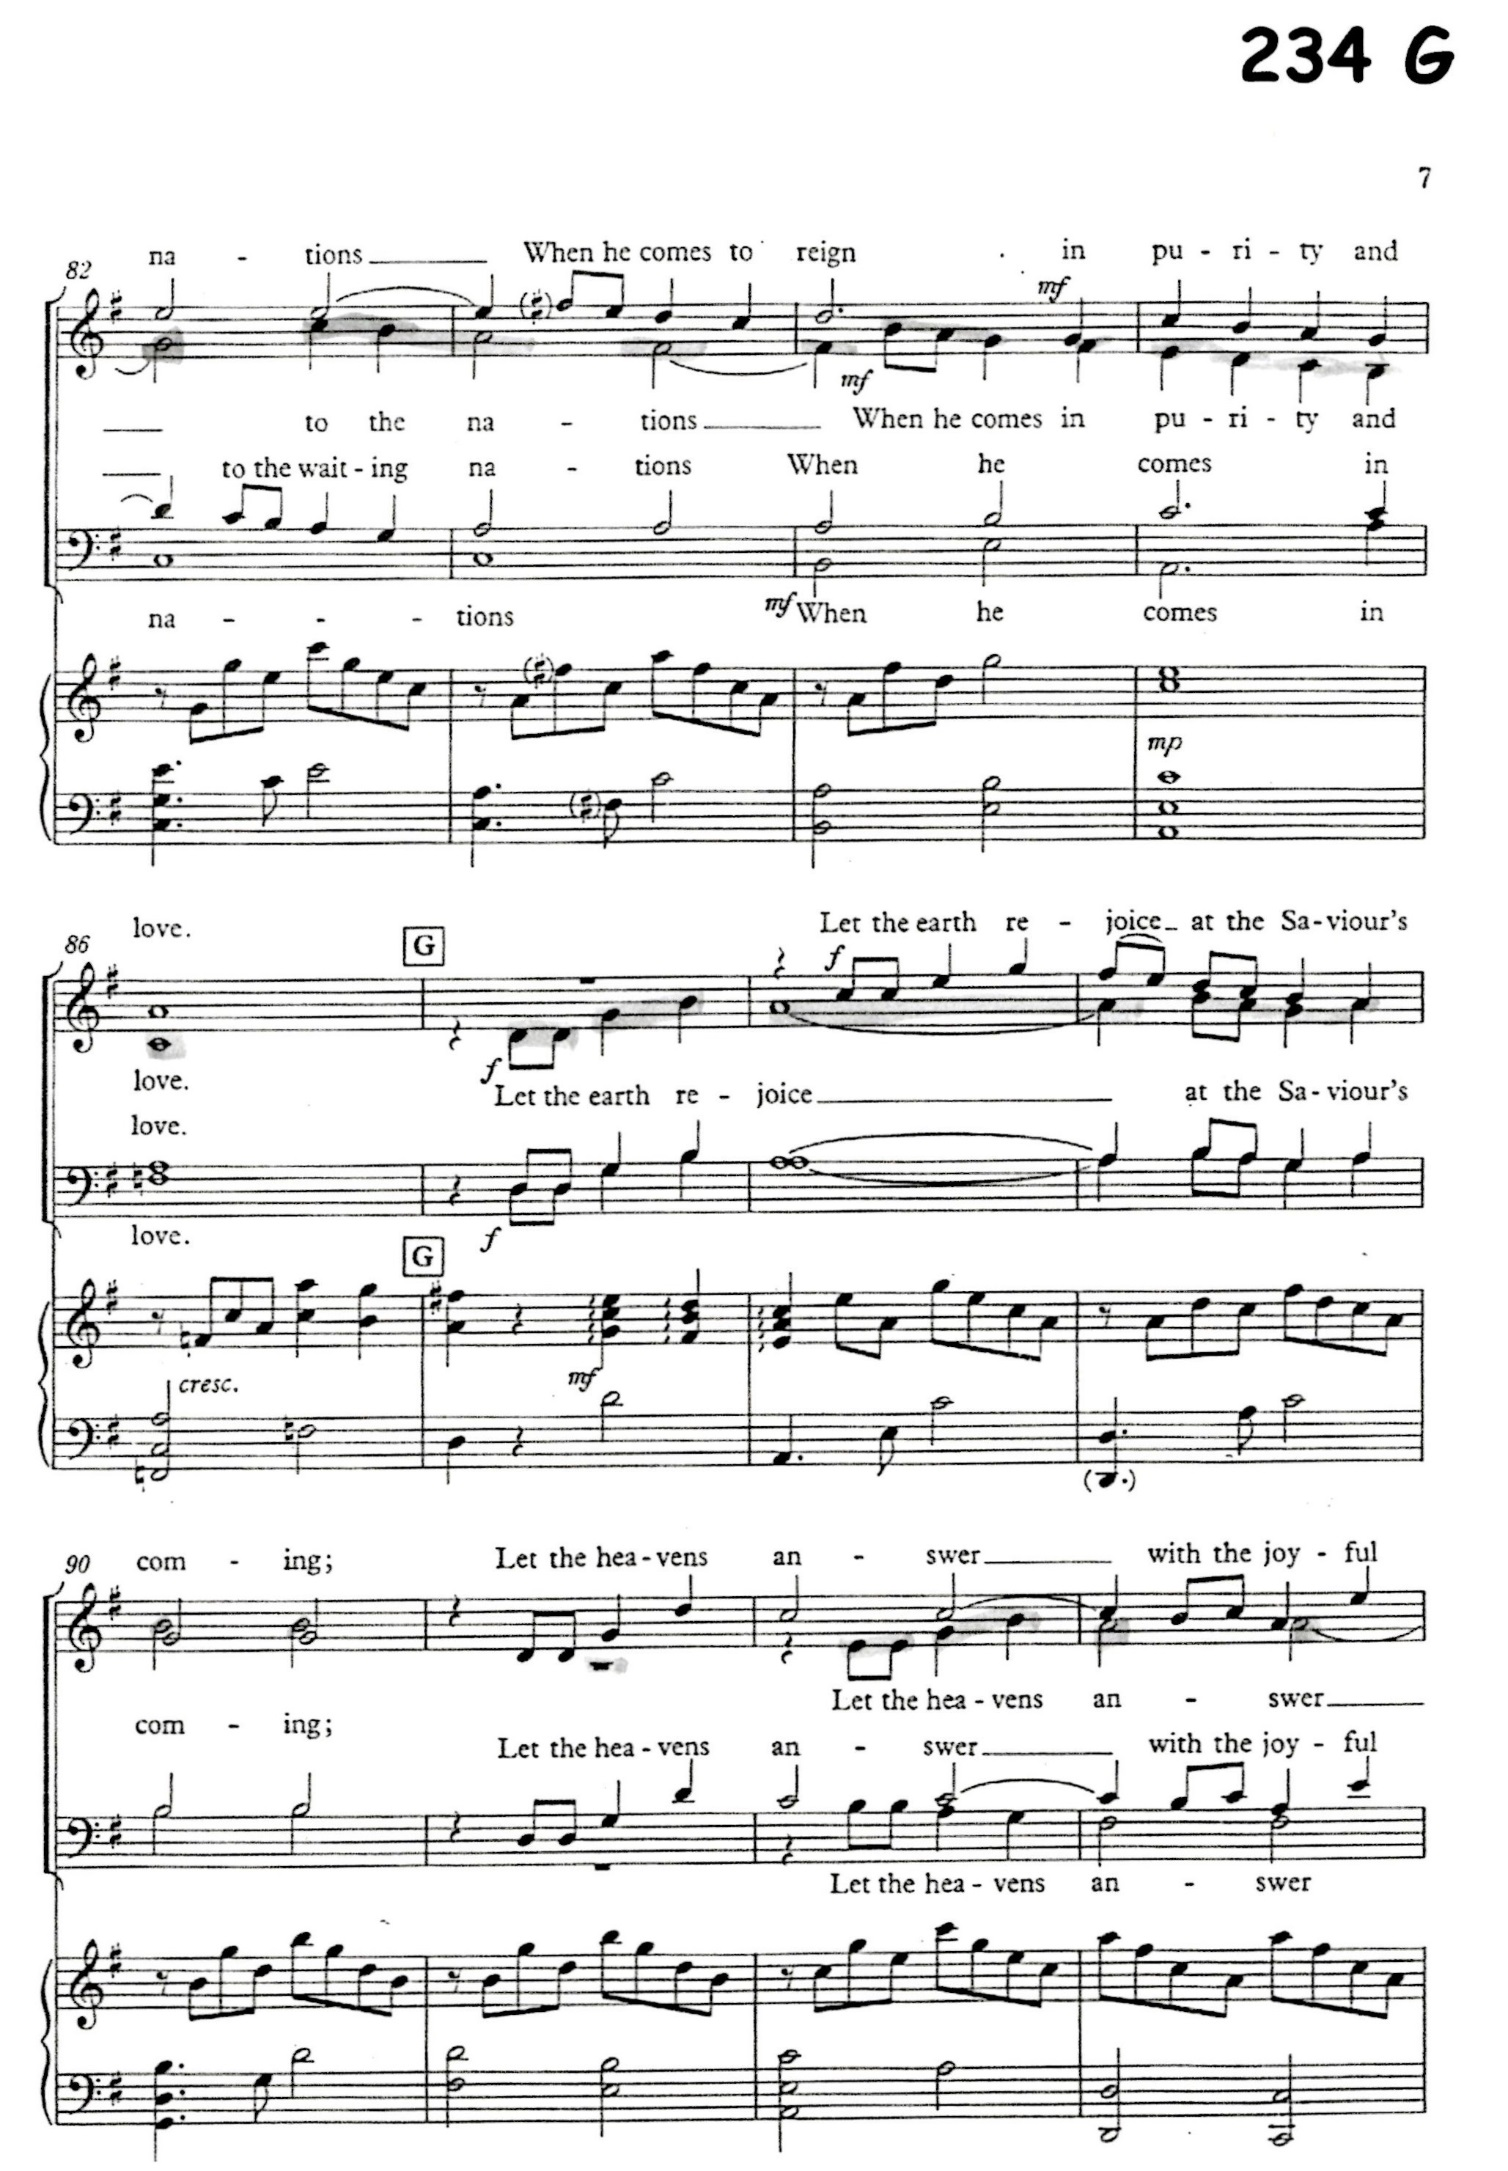 234 G
7
na - tions When he comes to reign in pu - ri - ty and
82
mf
mf
to the na - tions When he comes in pu - ri - ty and
to the wait - ing na - tions When he comes in
mf
na - - - tions When he comes in
mp
love. Let the earth re - joice at the Sa - viour's
86
G
f
love.
f
Let the earth re - joice at the Sa - viour's
love.
love.
f
G
cresc.
mf
com - ing; Let the hea - vens an - swer with the joy - ful
90
Let the hea - vens an - swer
com - ing;
Let the hea - vens an - swer with the joy - ful
Let the hea - vens an - swer